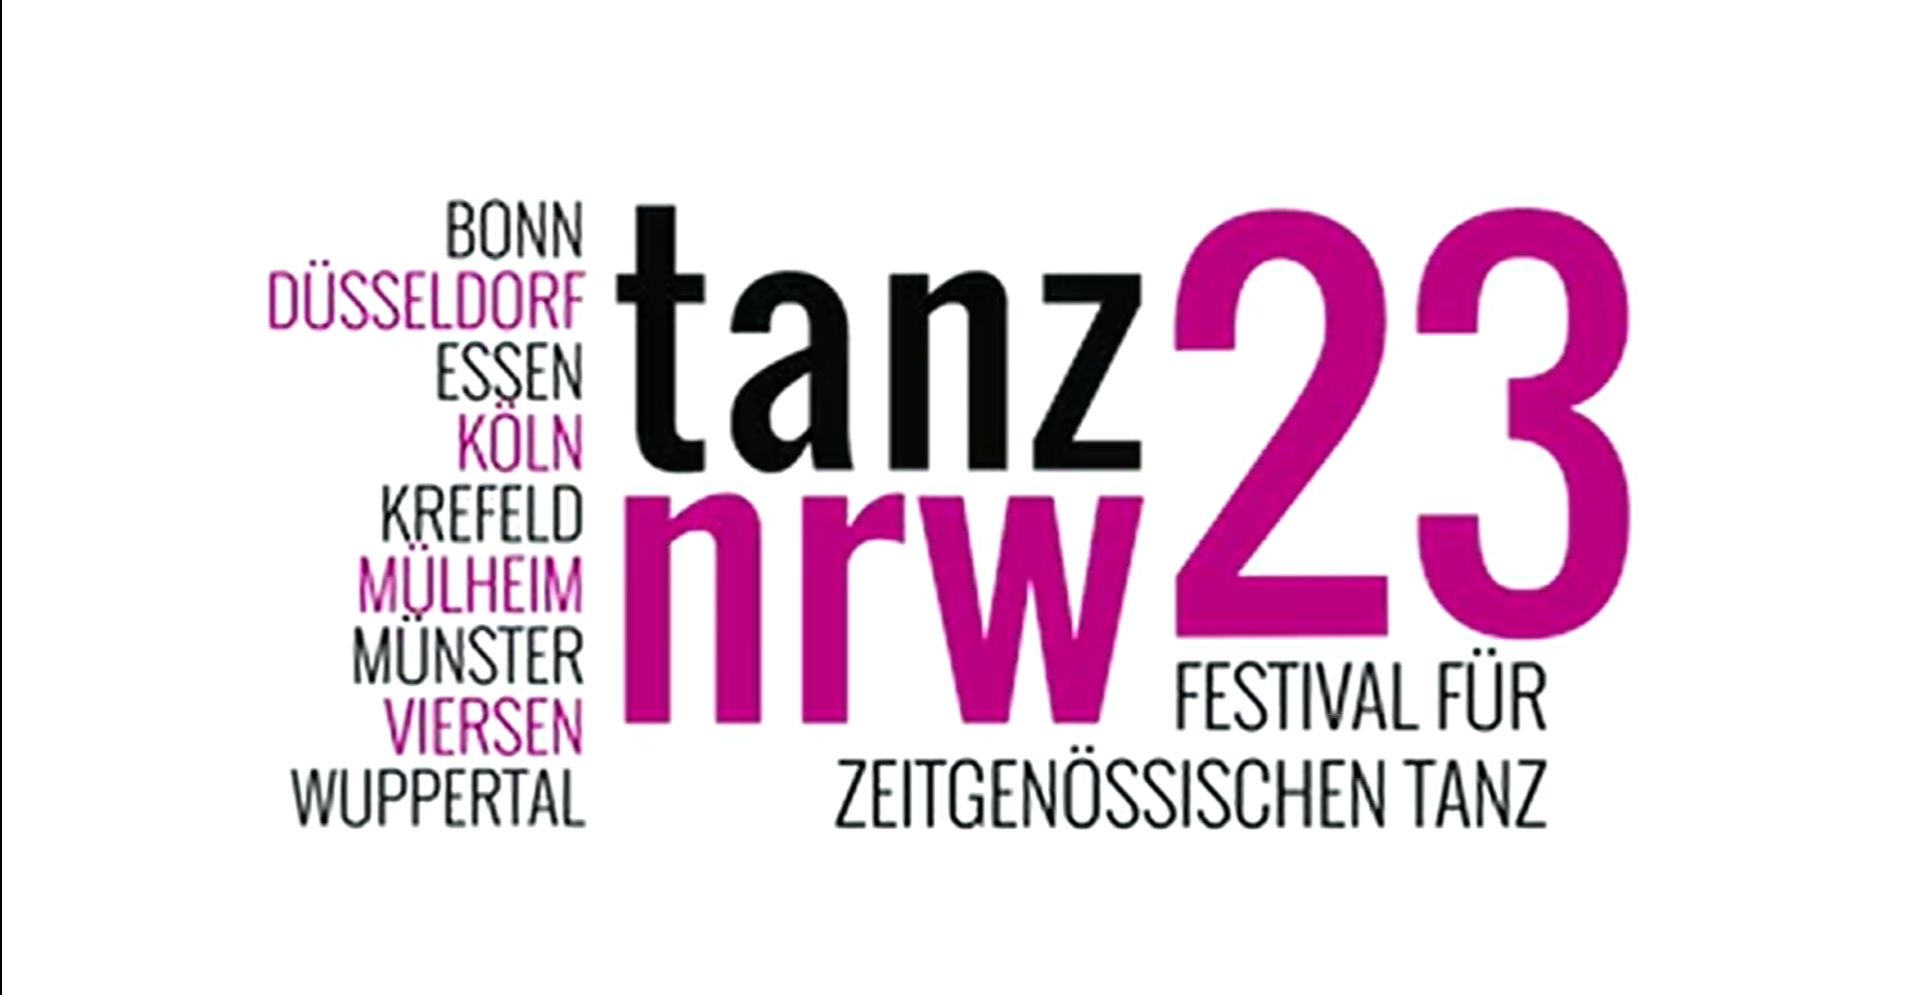 BONN
DÜSSELDORF
ESSEN
KÖLN
KREFELD
MÜLHEIM
MÜNSTER
VIERSEN
WUPPERTAL
tanz
nrw
23
FESTIVAL FÜR
ZEITGENÖSSISCHEN TANZ